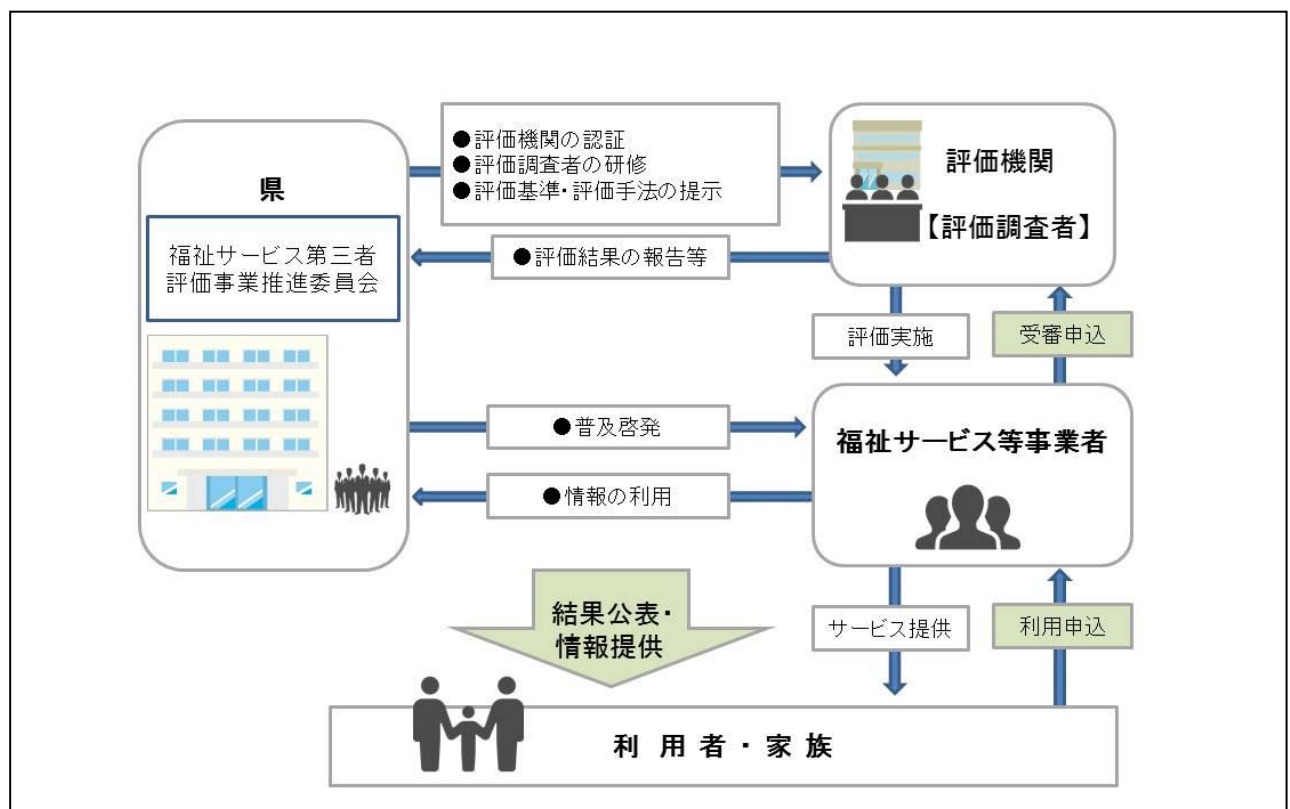 県
福祉サービス第三者
評価事業推進委員会
●評価機関の認証
●評価調査者の研修
●評価基準・評価手法の提示
●評価結果の報告等
評価機関
【評価調査者】
評価実施
受審申込
●普及啓発
●情報の利用
福祉サービス等事業者
結果公表・
情報提供
サービス提供
利用申込
利用者・家族